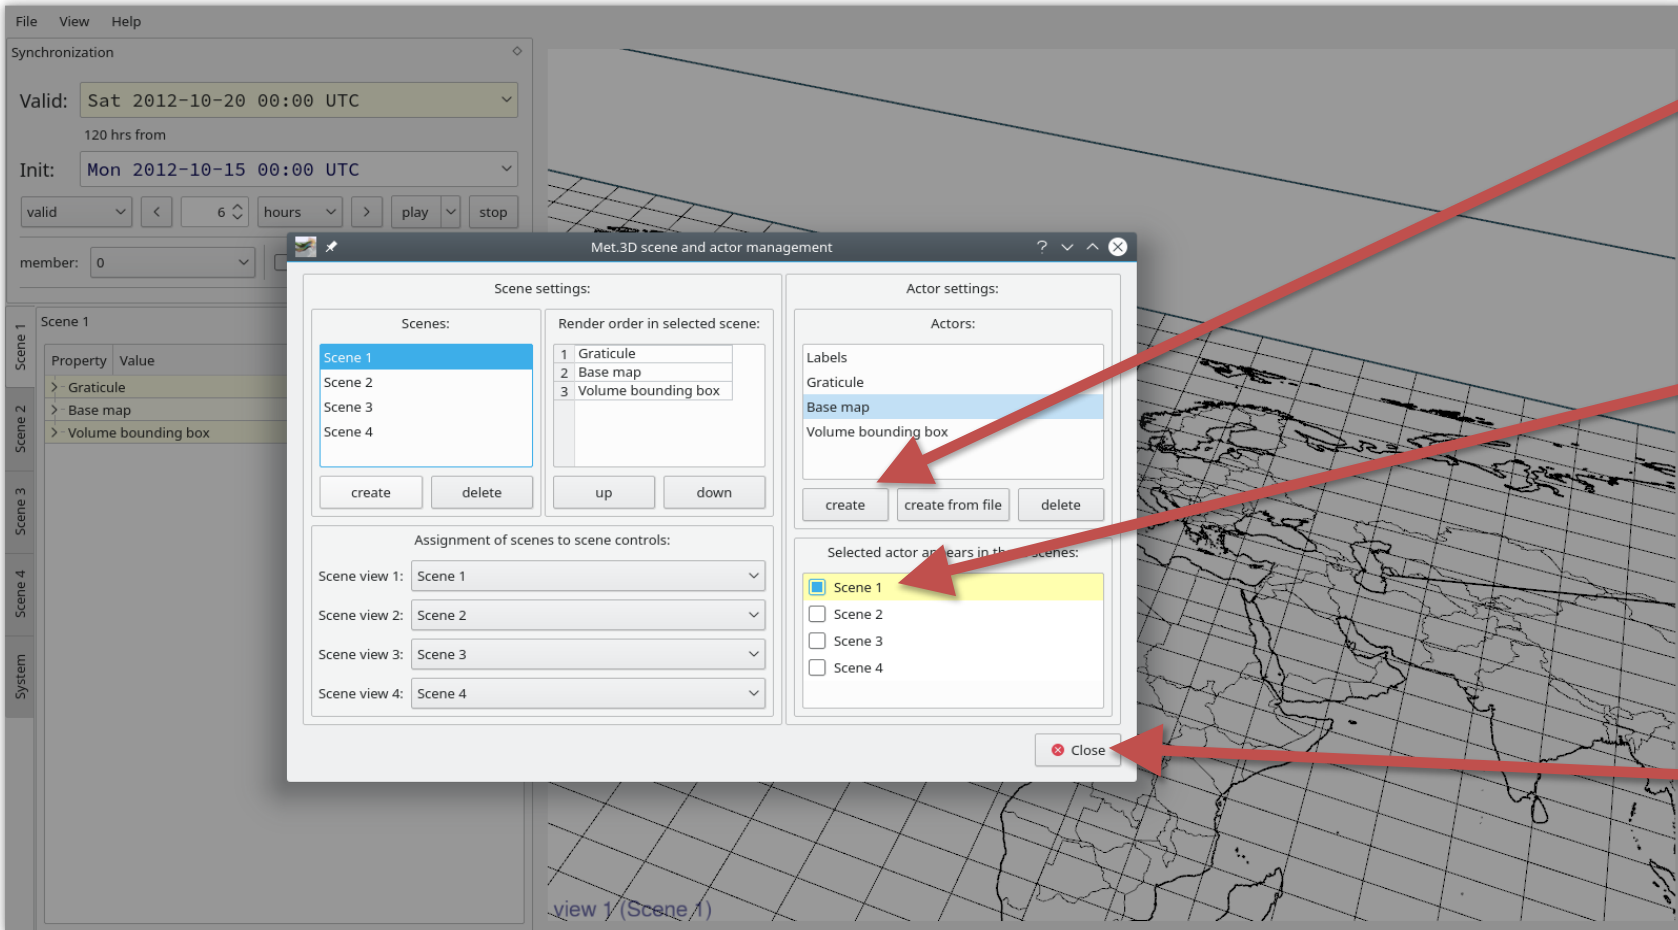 File View Help
Synchronization
Valid: Sat 2012-10-20 00:00 UTC
120 hrs from
Init: Mon 2012-10-15 00:00 UTC
valid < 6 hours > play stop
member: 0
Scene 1
Scene 2
Scene 3
Scene 4
System
Scene 1
Property Value
Graticule
Base map
Volume bounding box
Met.3D scene and actor management
Scene settings:
Scenes:
Scene 1
Scene 2
Scene 3
Scene 4
create delete
Render order in selected scene:
1 Graticule
2 Base map
3 Volume bounding box
up down
Assignment of scenes to scene controls:
Scene view 1: Scene 1
Scene view 2: Scene 2
Scene view 3: Scene 3
Scene view 4: Scene 4
Actor settings:
Actors:
Labels
Graticule
Base map
Volume bounding box
create create from file delete
Selected actor appears in these scenes:
Scene 1
Scene 2
Scene 3
Scene 4
Close
view 1 (Scene 1)